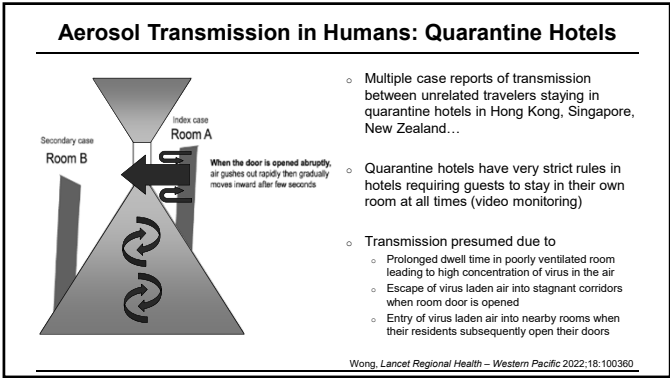 Aerosol Transmission in Humans: Quarantine Hotels
Secondary case
Room B
Index case
Room A
When the door is opened abruptly,
air gushes out rapidly then gradually
moves inward after few seconds
○ Multiple case reports of transmission
between unrelated travelers staying in
quarantine hotels in Hong Kong, Singapore,
New Zealand…
○ Quarantine hotels have very strict rules in
hotels requiring guests to stay in their own
room at all times (video monitoring)
○ Transmission presumed due to
○ Prolonged dwell time in poorly ventilated room
leading to high concentration of virus in the air
○ Escape of virus laden air into stagnant corridors
when room door is opened
○ Entry of virus laden air into nearby rooms when
their residents subsequently open their doors
Wong, Lancet Regional Health – Western Pacific 2022;18:100360